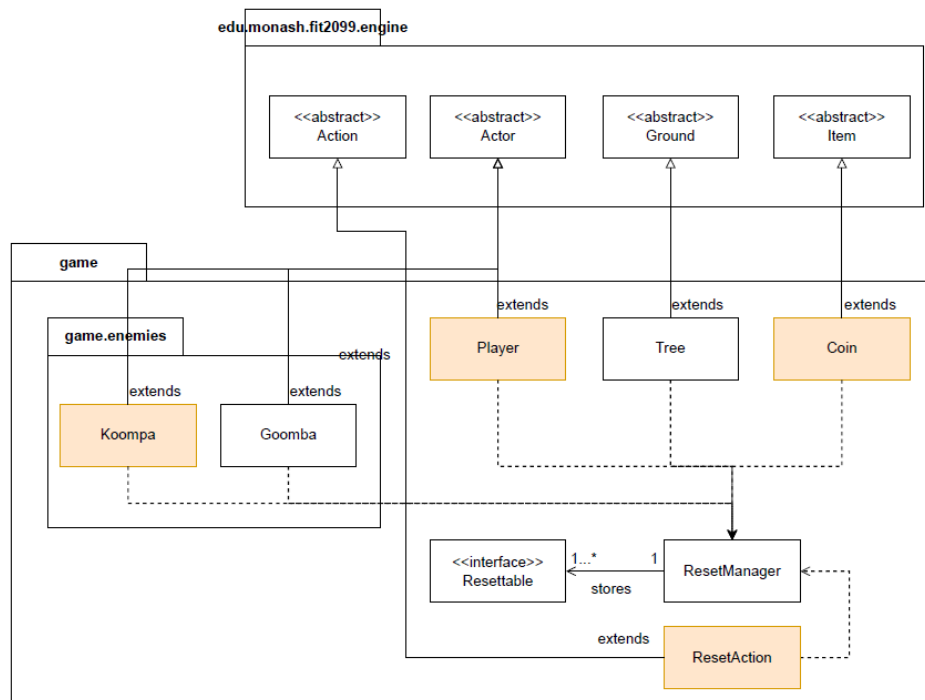 edu.monash.fit2099.engine
<<abstract>>
Action
<<abstract>>
Actor
<<abstract>>
Ground
<<abstract>>
Item
game
game.enemies
extends
extends
extends
extends
Player
Tree
Coin
extends
extends
Koompa
Goomba
<<interface>>
Resettable
1...*
1
stores
ResetManager
extends
ResetAction